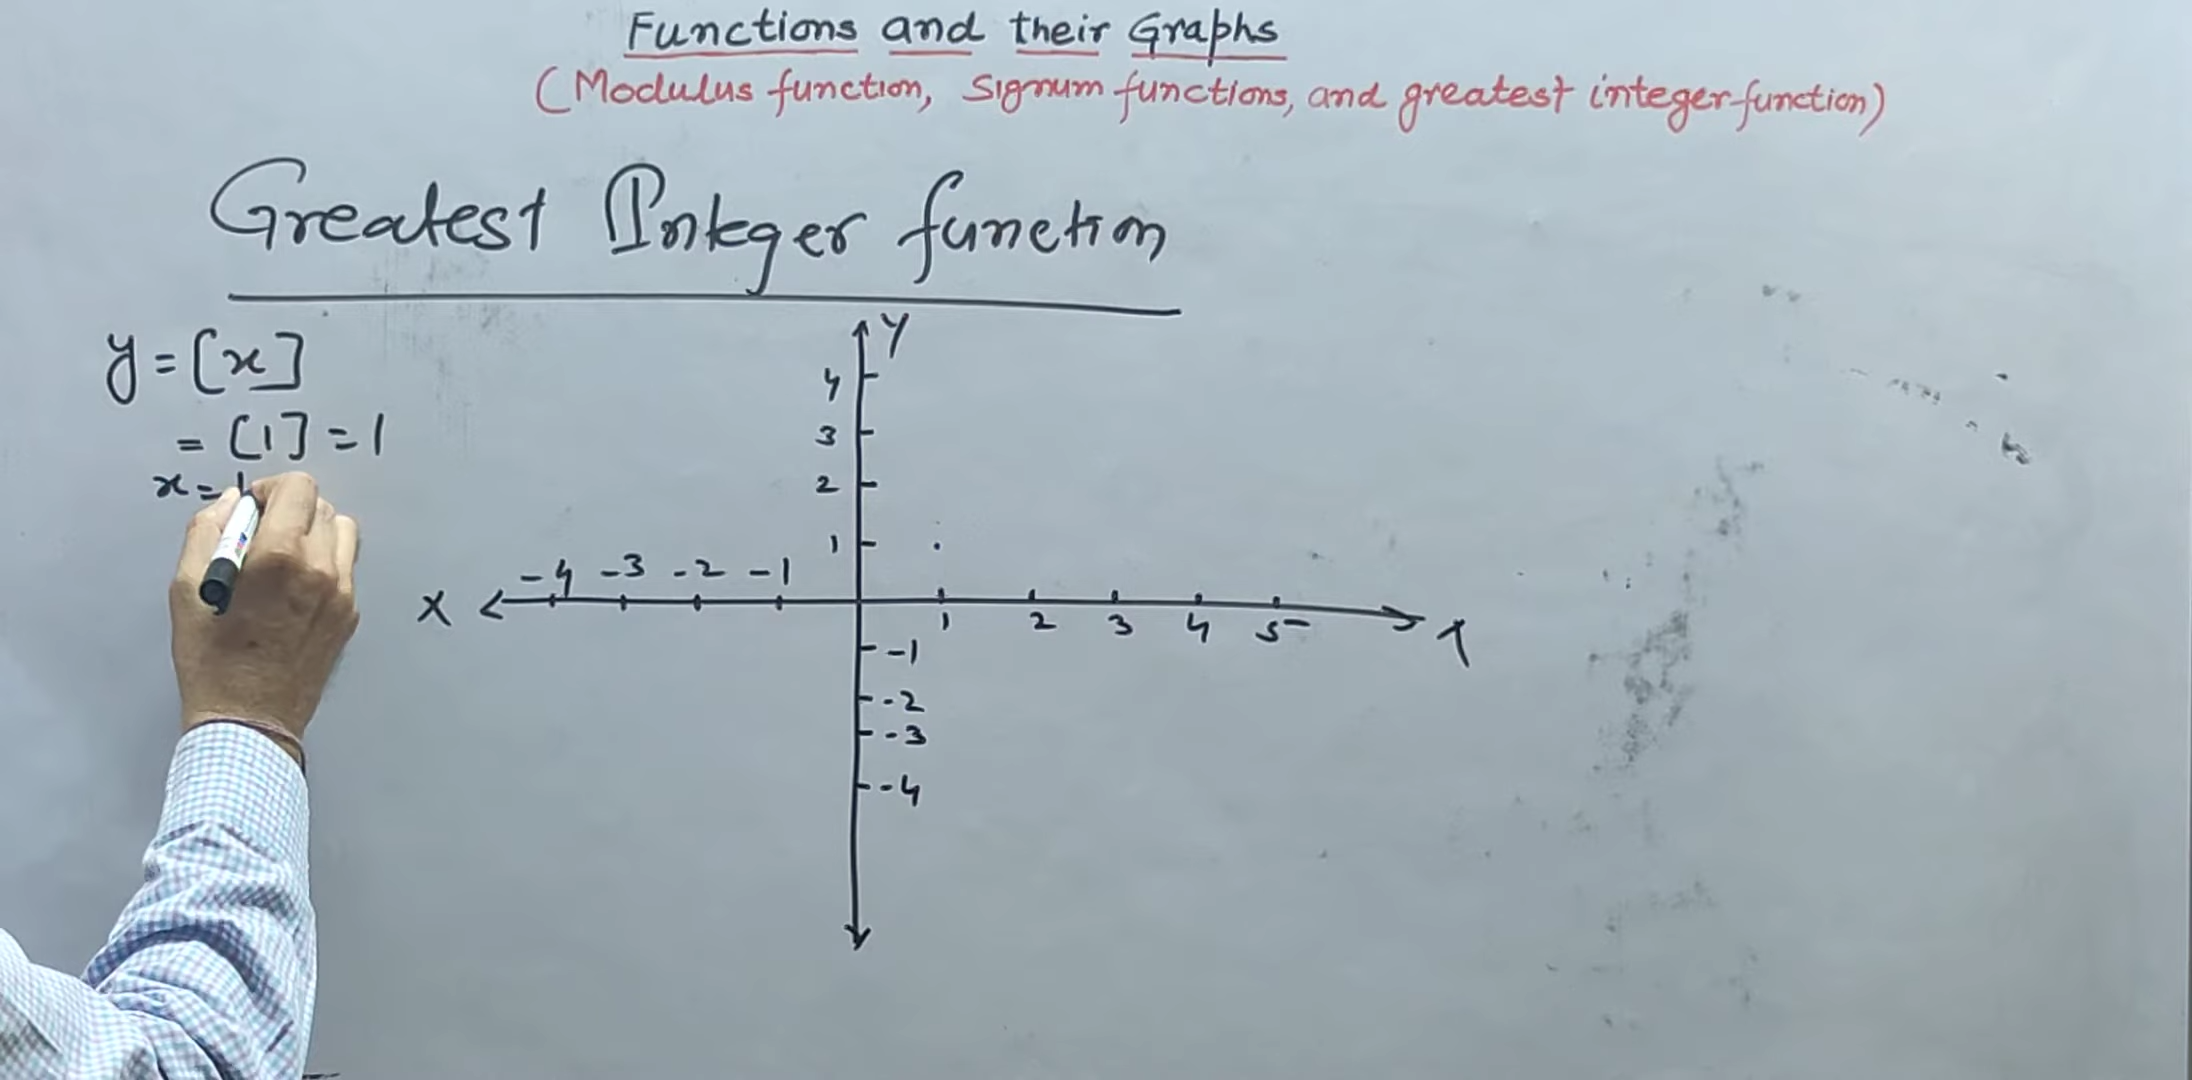 Functions and their Graphs
(Modulus function, Signum functions, and greatest integer function)
Greatest Integer function
y = [x]
= [1] = 1
x = 1
Y
4
3
2
1
X -4 -3 -2 -1
1 2 3 4 5 X
-1
-2
-3
-4